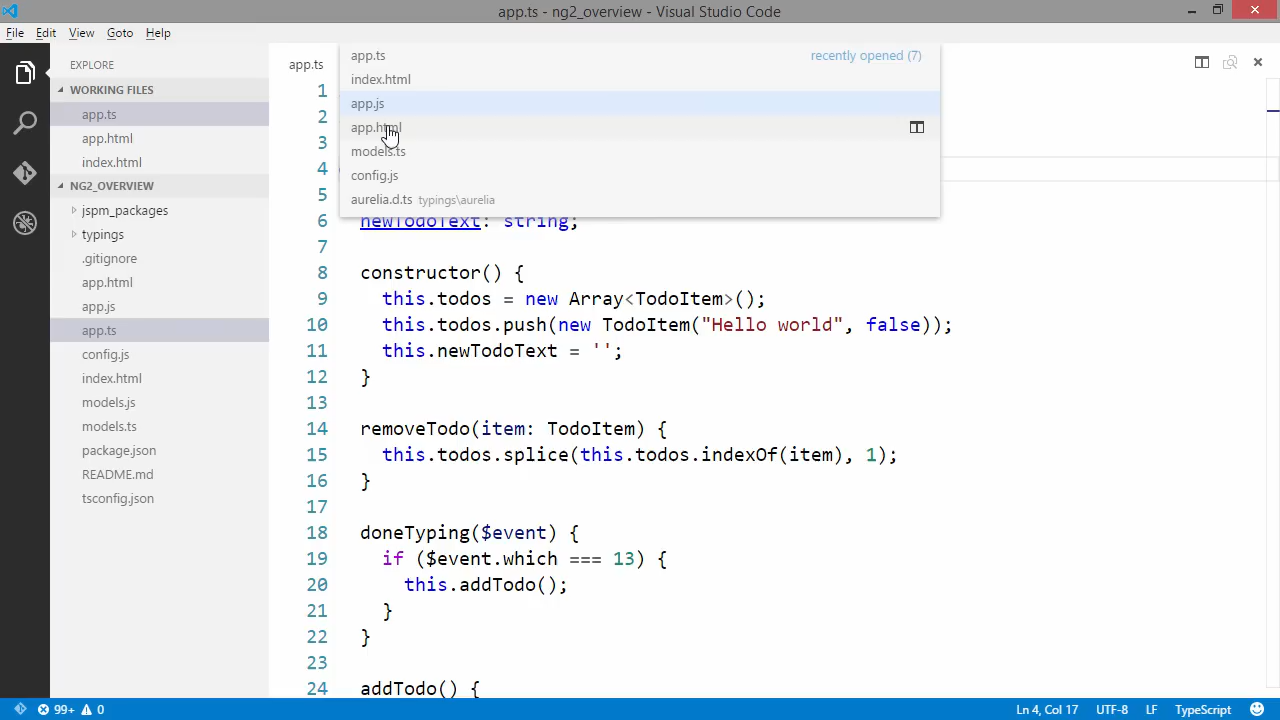 app.ts - ng2_overview - Visual Studio Code
File Edit View Goto Help
EXPLORE
WORKING FILES
app.ts
app.html
index.html
NG2_OVERVIEW
jspm_packages
typings
.gitignore
app.html
app.js
app.ts
config.js
index.html
models.js
models.ts
package.json
README.md
tsconfig.json
app.ts
app.ts recently opened (7)
index.html
app.js
app.html
models.ts
config.js
aurelia.d.ts typings\aurelia
1
2
3
4
5
6 newTodoText: string;
7
8 constructor() {
9 this.todos = new Array<TodoItem>();
10 this.todos.push(new TodoItem("Hello world", false));
11 this.newTodoText = '';
12 }
13
14 removeTodo(item: TodoItem) {
15 this.todos.splice(this.todos.indexOf(item), 1);
16 }
17
18 doneTyping($event) {
19 if ($event.which === 13) {
20 this.addTodo();
21 }
22 }
23
24 addTodo() {
99+ 0 Ln 4, Col 17 UTF-8 LF TypeScript